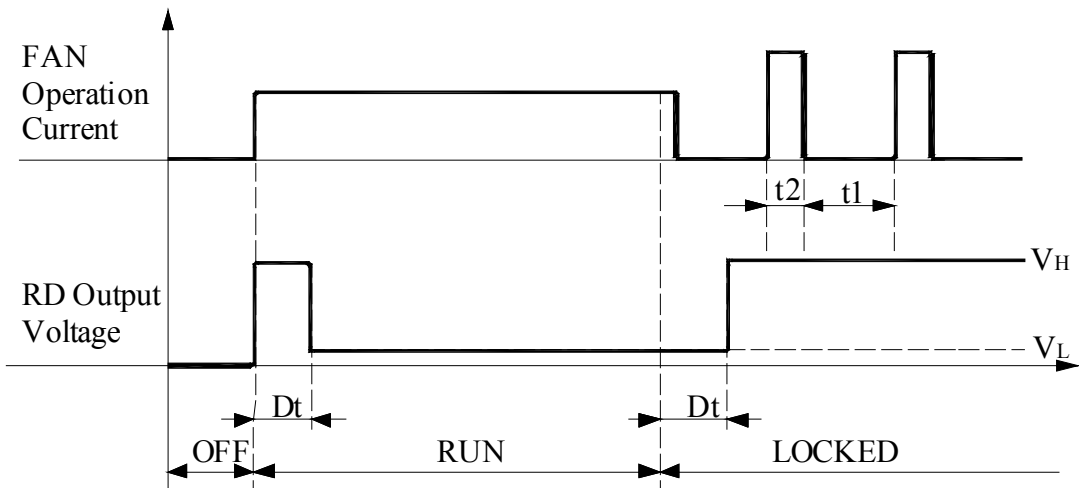 FAN
Operation
Current
t2
t1
VH
RD Output
Voltage
VL
Dt
Dt
OFF
RUN
LOCKED